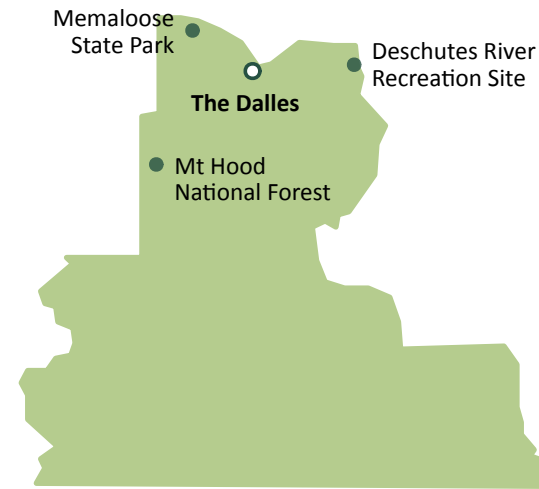 Memaloose
State Park
Deschutes River
Recreation Site
The Dalles
Mt Hood
National Forest